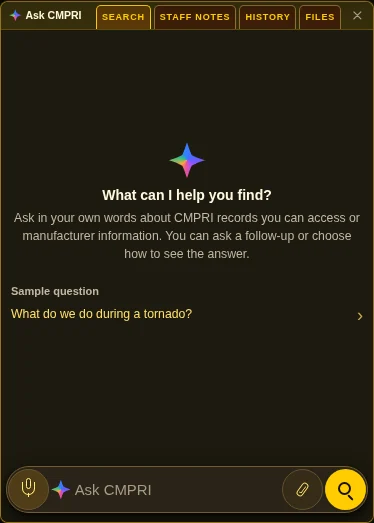 Ask CMPRI
SEARCH
STAFF NOTES
HISTORY
FILES
What can I help you find?
Ask in your own words about CMPRI records you can access or
manufacturer information. You can ask a follow-up or choose
how to see the answer.
Sample question
What do we do during a tornado?
Ask CMPRI